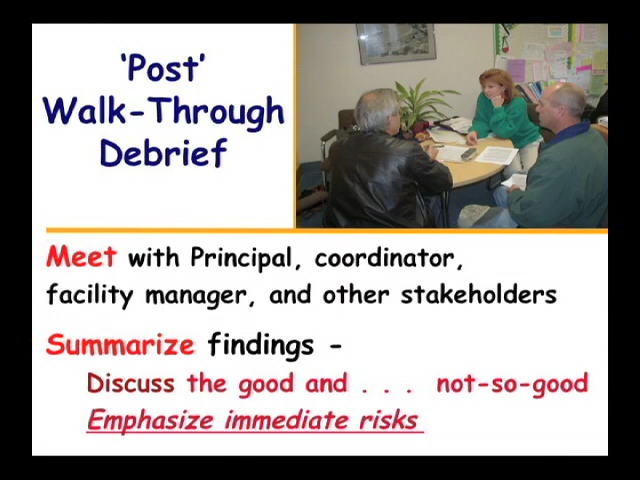 ‘Post’
Walk-Through
Debrief
Meet with Principal, coordinator,
facility manager, and other stakeholders
Summarize findings -
Discuss the good and . . . not-so-good
Emphasize immediate risks